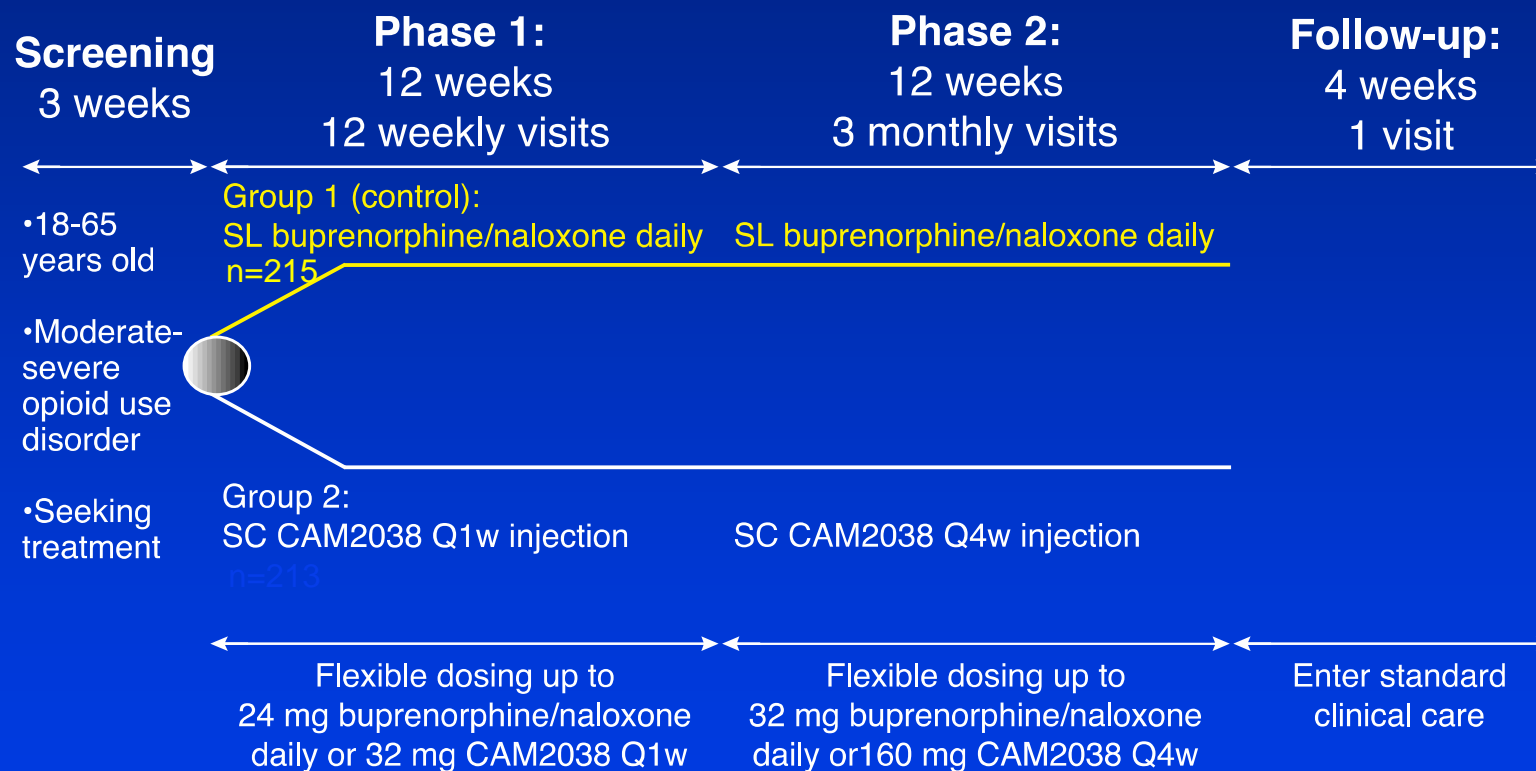 Screening
3 weeks
Phase 1:
12 weeks
12 weekly visits
Phase 2:
12 weeks
3 monthly visits
Follow-up:
4 weeks
1 visit
•18-65
years old
•Moderate-
severe
opioid use
disorder
•Seeking
treatment
Group 1 (control):
SL buprenorphine/naloxone daily
n=215
SL buprenorphine/naloxone daily
Group 2:
SC CAM2038 Q1w injection
n=213
SC CAM2038 Q4w injection
Flexible dosing up to
24 mg buprenorphine/naloxone
daily or 32 mg CAM2038 Q1w
Flexible dosing up to
32 mg buprenorphine/naloxone
daily or160 mg CAM2038 Q4w
Enter standard
clinical care